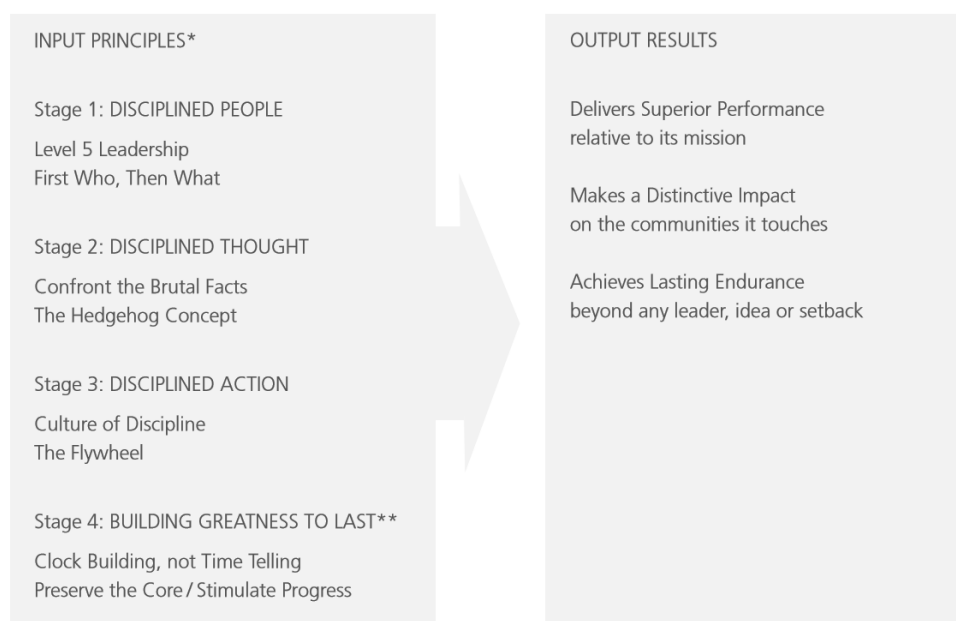 INPUT PRINCIPLES*
Stage 1: DISCIPLINED PEOPLE
Level 5 Leadership
First Who, Then What
Stage 2: DISCIPLINED THOUGHT
Confront the Brutal Facts
The Hedgehog Concept
Stage 3: DISCIPLINED ACTION
Culture of Discipline
The Flywheel
Stage 4: BUILDING GREATNESS TO LAST**
Clock Building, not Time Telling
Preserve the Core / Stimulate Progress
OUTPUT RESULTS
Delivers Superior Performance
relative to its mission
Makes a Distinctive Impact
on the communities it touches
Achieves Lasting Endurance
beyond any leader, idea or setback